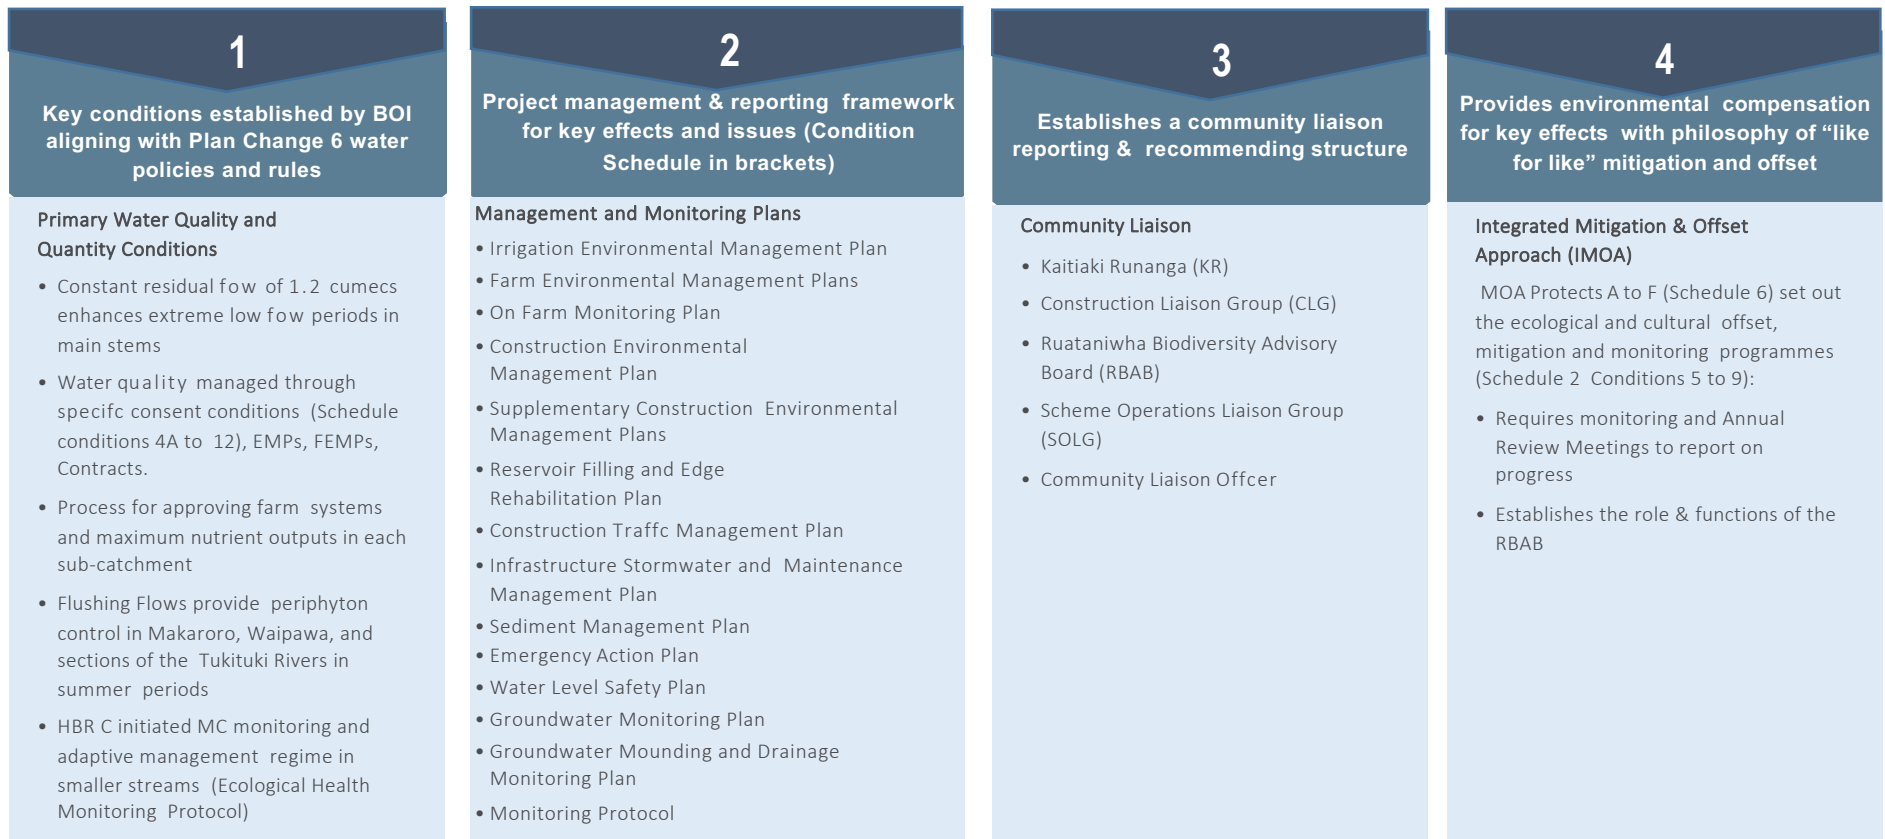 1
Key conditions established by BOI
aligning with Plan Change 6 water
policies and rules
Primary Water Quality and
Quantity Conditions
• Constant residual fow of 1.2 cumecs
enhances extreme low fow periods in
main stems
• Water quality managed through
specifc consent conditions (Schedule
conditions 4A to 12), EMPs, FEMPs,
Contracts.
• Process for approving farm systems
and maximum nutrient outputs in each
sub-catchment
• Flushing Flows provide periphyton
control in Makaroro, Waipawa, and
sections of the Tukituki Rivers in
summer periods
• HBR C initiated MC monitoring and
adaptive management regime in
smaller streams (Ecological Health
Monitoring Protocol)
2
Project management & reporting framework
for key effects and issues (Condition
Schedule in brackets)
Management and Monitoring Plans
• Irrigation Environmental Management Plan
• Farm Environmental Management Plans
• On Farm Monitoring Plan
• Construction Environmental
Management Plan
• Supplementary Construction Environmental
Management Plans
• Reservoir Filling and Edge
Rehabilitation Plan
• Construction Traffc Management Plan
• Infrastructure Stormwater and Maintenance
Management Plan
• Sediment Management Plan
• Emergency Action Plan
• Water Level Safety Plan
• Groundwater Monitoring Plan
• Groundwater Mounding and Drainage
Monitoring Plan
• Monitoring Protocol
3
Establishes a community liaison
reporting & recommending structure
Community Liaison
• Kaitiaki Runanga (KR)
• Construction Liaison Group (CLG)
• Ruataniwha Biodiversity Advisory
Board (RBAB)
• Scheme Operations Liaison Group
(SOLG)
• Community Liaison Offcer
4
Provides environmental compensation
for key effects with philosophy of “like
for like” mitigation and offset
Integrated Mitigation & Offset
Approach (IMOA)
MOA Protects A to F (Schedule 6) set out
the ecological and cultural offset,
mitigation and monitoring programmes
(Schedule 2 Conditions 5 to 9):
• Requires monitoring and Annual
Review Meetings to report on
progress
• Establishes the role & functions of the
RBAB